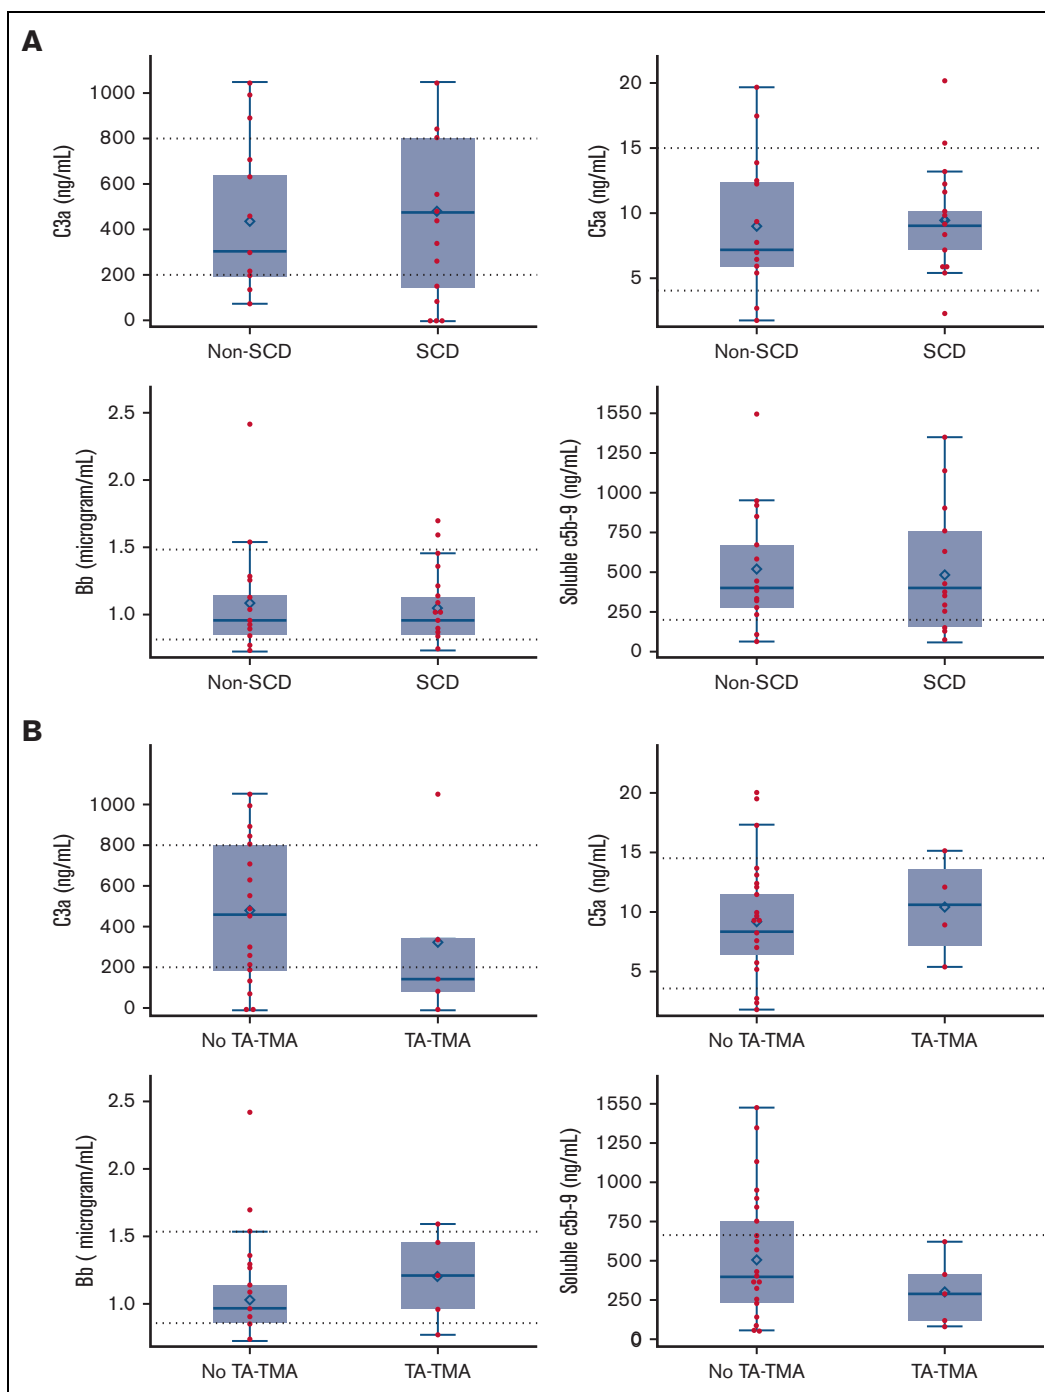 A
C3a (ng/mL)
1000
800
600
400
200
0
Non-SCD
SCD
C5a (ng/mL)
20
15
10
5
Non-SCD
SCD
Bb (microgram/mL)
2.5
2.0
1.5
1.0
Non-SCD
SCD
Soluble c5b-9 (ng/mL)
1550
1250
1000
750
500
250
0
Non-SCD
SCD
B
C3a (ng/mL)
1000
800
600
400
200
0
No TA-TMA
TA-TMA
C5a (ng/mL)
20
15
10
5
No TA-TMA
TA-TMA
Bb ( microgram/mL)
2.5
2.0
1.5
1.0
No TA-TMA
TA-TMA
Soluble c5b-9 (ng/mL)
1550
1250
1000
750
500
250
0
No TA-TMA
TA-TMA